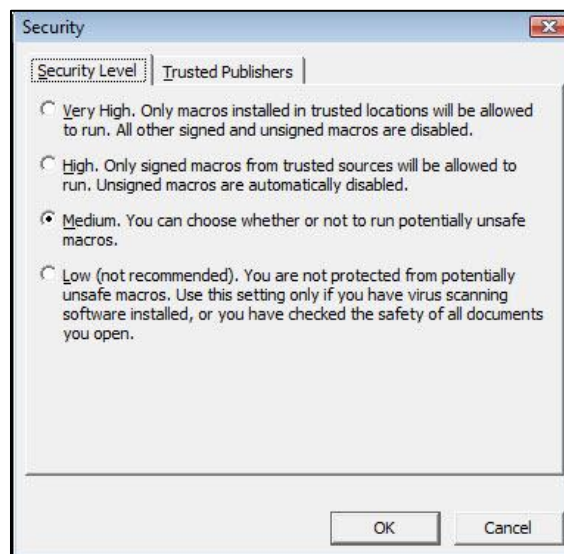 Security
Security Level
Trusted Publishers
Very High. Only macros installed in trusted locations will be allowed
to run. All other signed and unsigned macros are disabled.
High. Only signed macros from trusted sources will be allowed to
run. Unsigned macros are automatically disabled.
Medium. You can choose whether or not to run potentially unsafe
macros.
Low (not recommended). You are not protected from potentially
unsafe macros. Use this setting only if you have virus scanning
software installed, or you have checked the safety of all documents
you open.
OK
Cancel